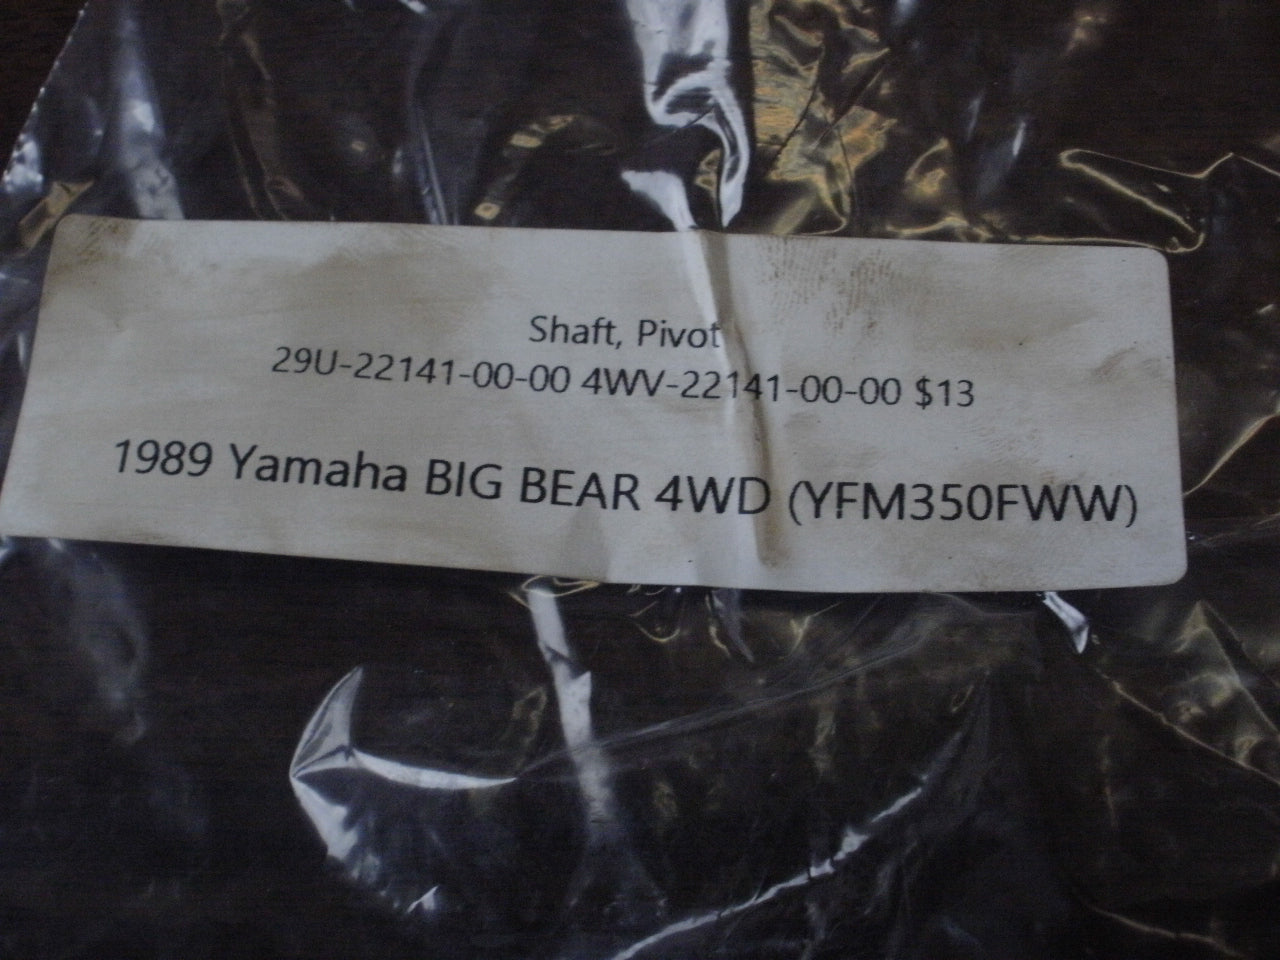 Shaft, Pivot
29U-22141-00-00 4WV-22141-00-00 $13
1989 Yamaha BIG BEAR 4WD (YFM350FWW)